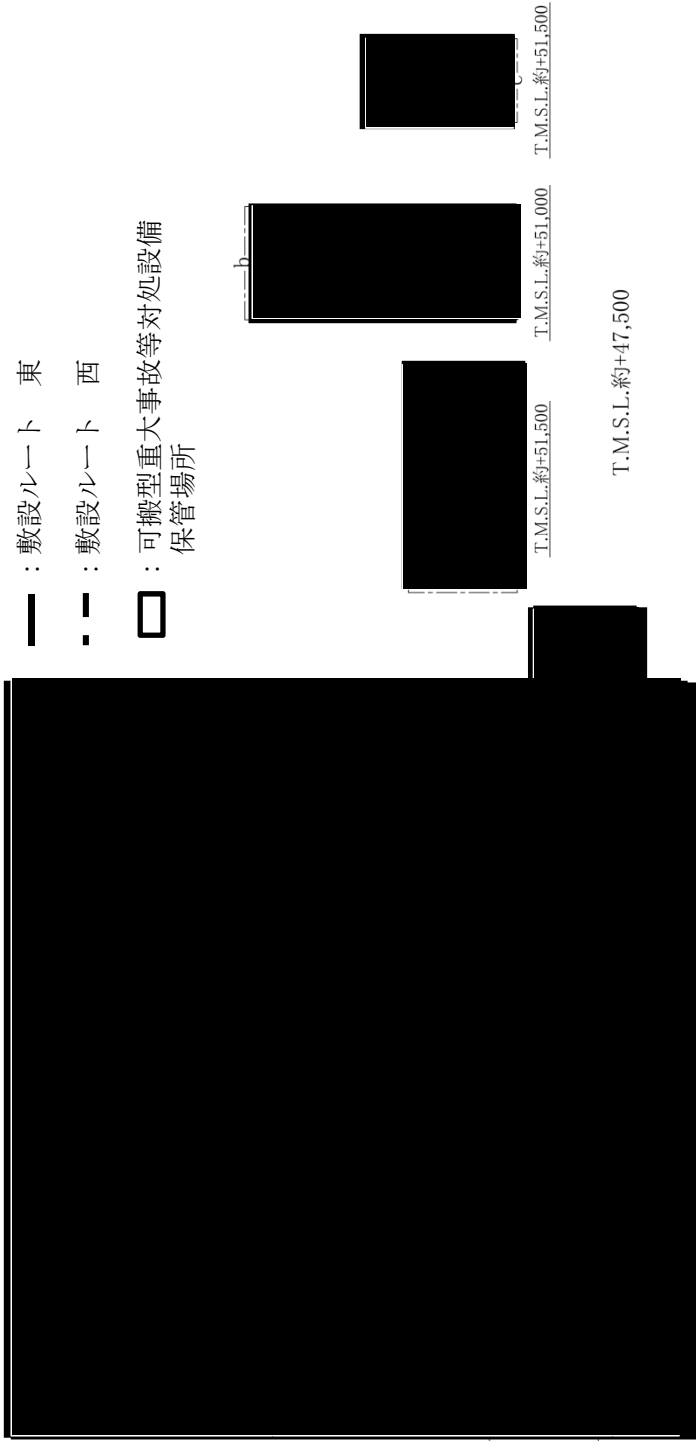 ：敷設ルート　東
：敷設ルート　西
：可搬型重大事故等対処設備
保管場所
b
c
T.M.S.L.約+51,500
T.M.S.L.約+51,000
T.M.S.L.約+51,500
T.M.S.L.約+47,500